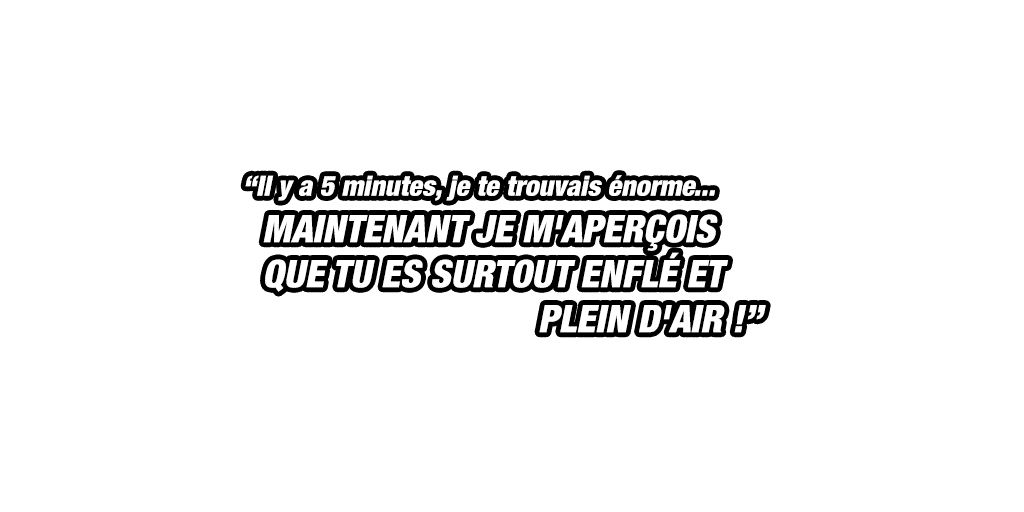 “Il y a 5 minutes, je te trouvais énorme...
MAINTENANT JE M'APERÇOIS
QUE TU ES SURTOUT ENFLÉ ET
PLEIN D'AIR !”